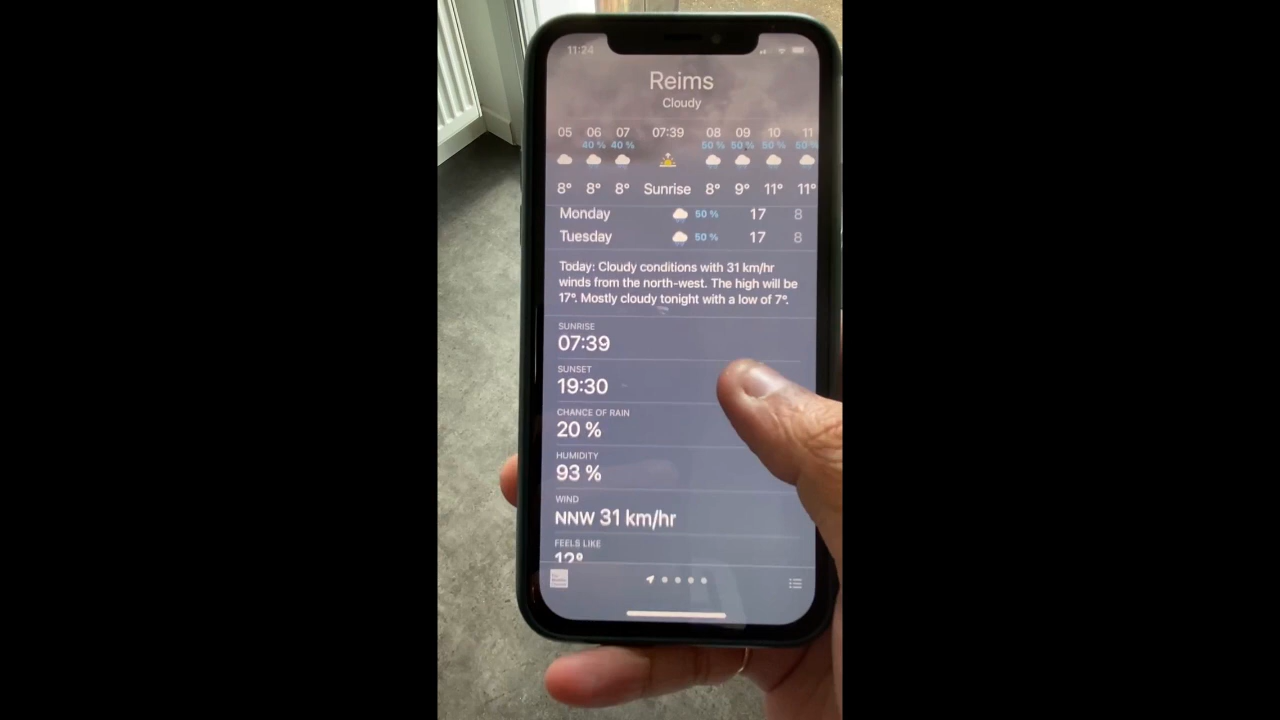 11:24
Reims
Cloudy
05 06 07 07:39 08 09 10 11
40 % 40 % 50 % 50 % 50 % 50 %
8° 8° 8° Sunrise 8° 9° 11° 11°
Monday 50 % 17 8
Tuesday 50 % 17 8
Today: Cloudy conditions with 31 km/hr
winds from the north-west. The high will be
17°. Mostly cloudy tonight with a low of 7°.
SUNRISE
07:39
SUNSET
19:30
CHANCE OF RAIN
20 %
HUMIDITY
93 %
WIND
NNW 31 km/hr
FEELS LIKE
12°